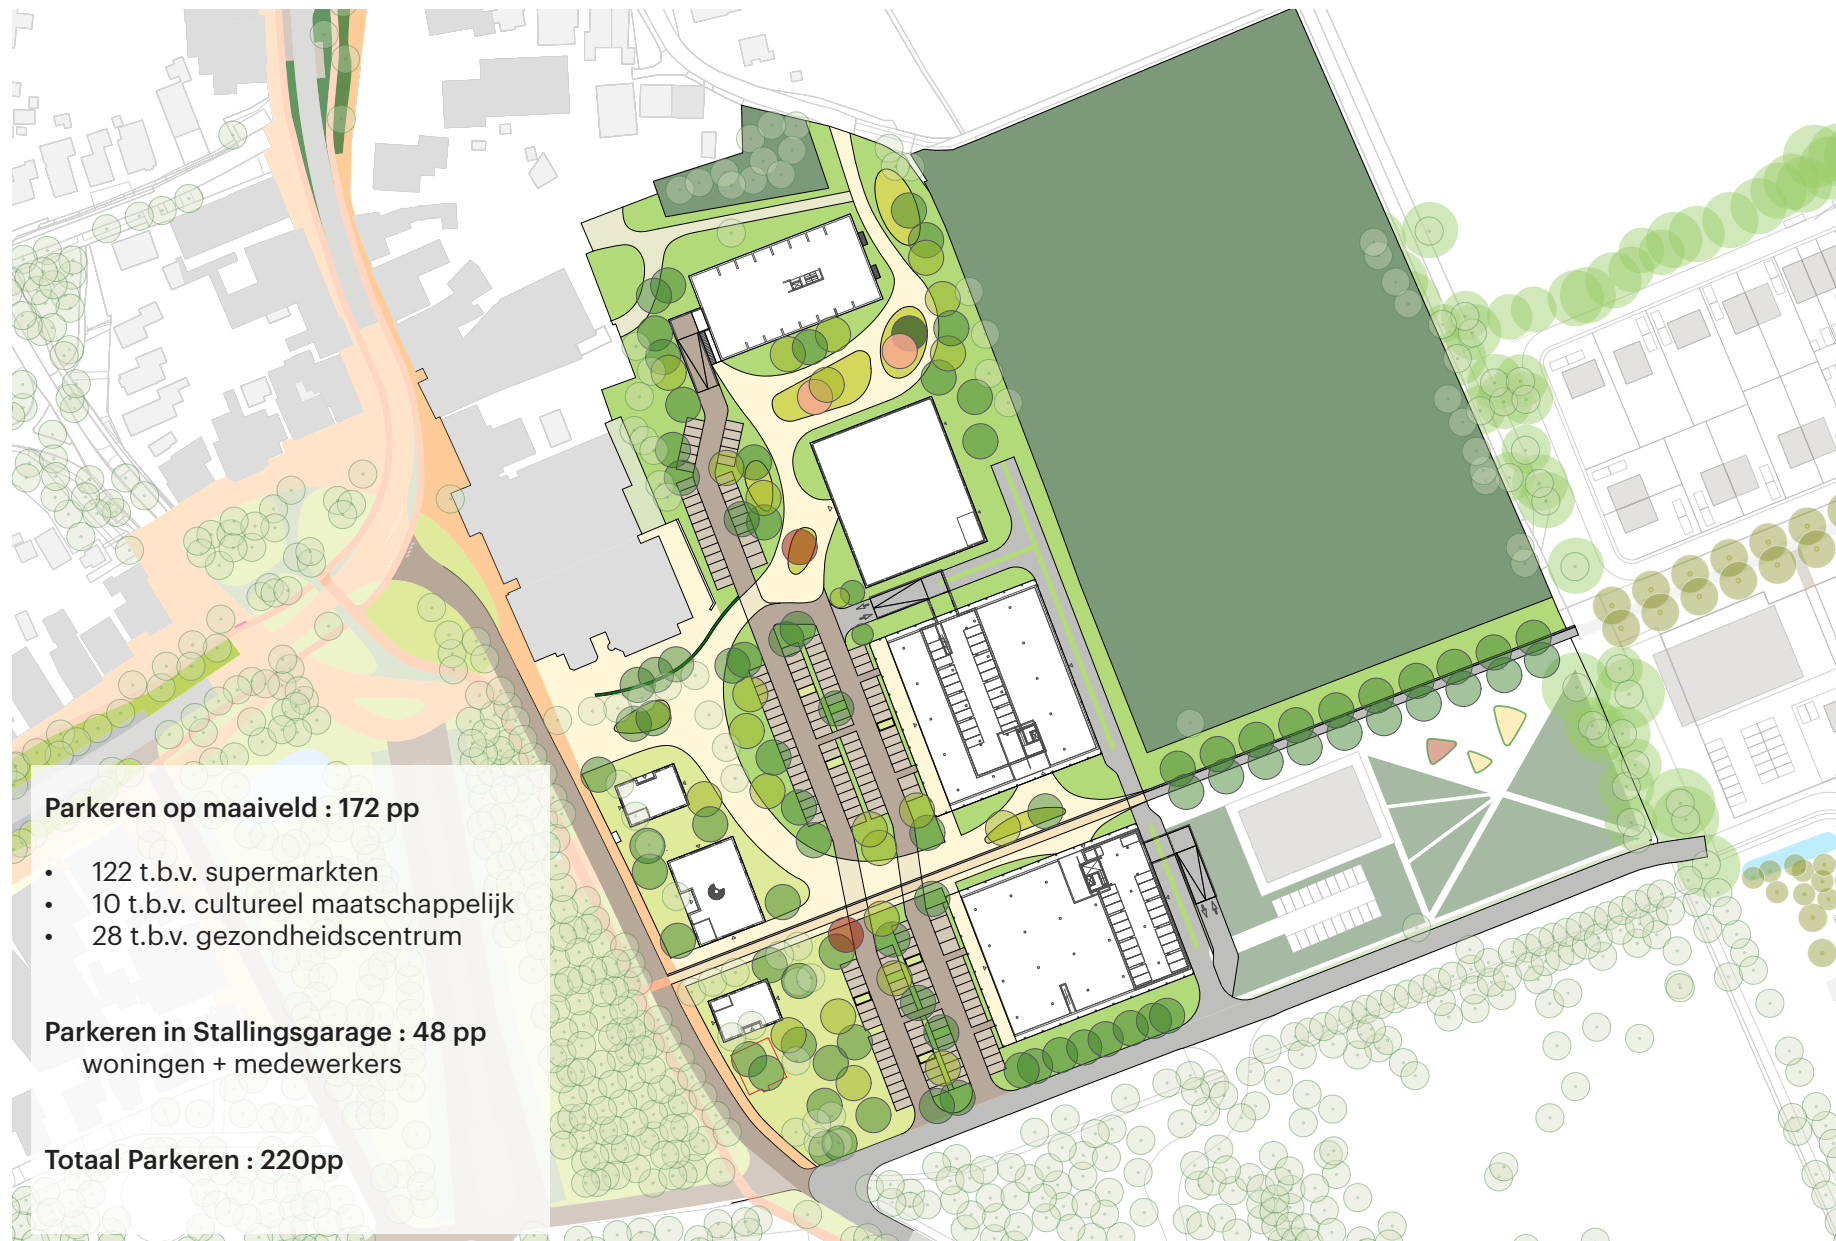 Parkeren op maaiveld : 172 pp
• 122 t.b.v. supermarkten
• 10 t.b.v. cultureel maatschappelijk
• 28 t.b.v. gezondheidscentrum
Parkeren in Stallingsgarage : 48 pp
woningen + medewerkers
Totaal Parkeren : 220pp